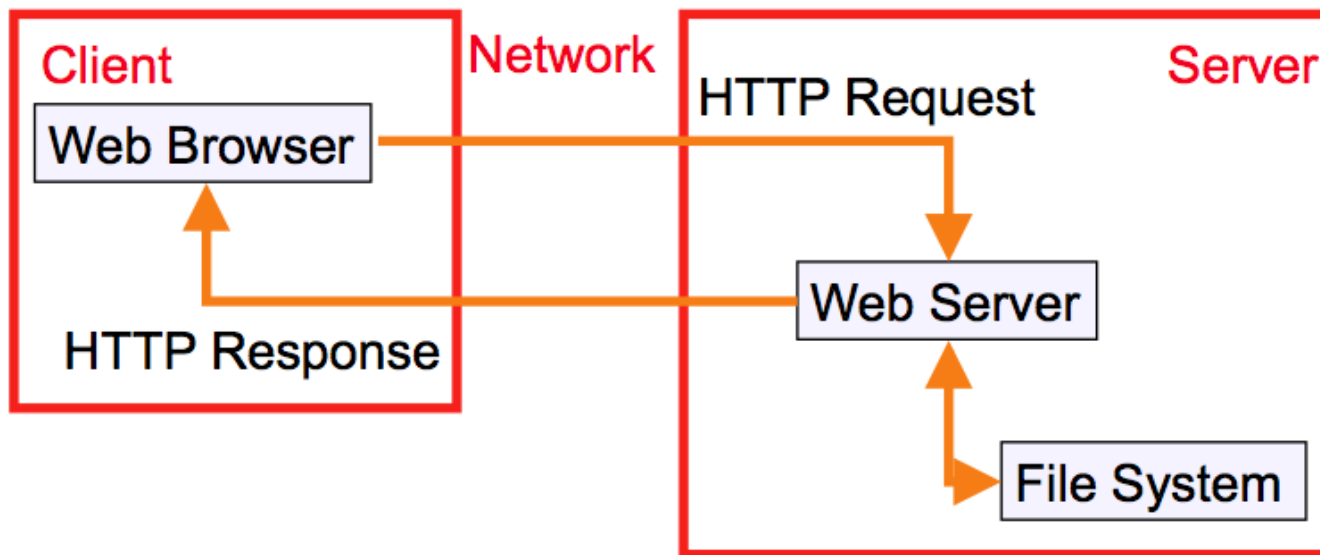 Client
Network
Server
HTTP Request
Web Browser
Web Server
HTTP Response
File System